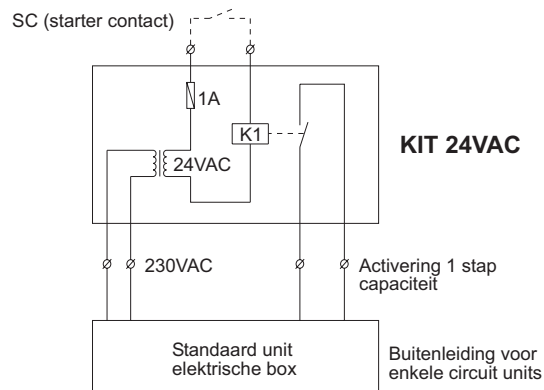 SC (starter contact)
1A
K1
KIT 24VAC
24VAC
230VAC
Activering 1 stap
capaciteit
Standaard unit
elektrische box
Buitenleiding voor
enkele circuit units